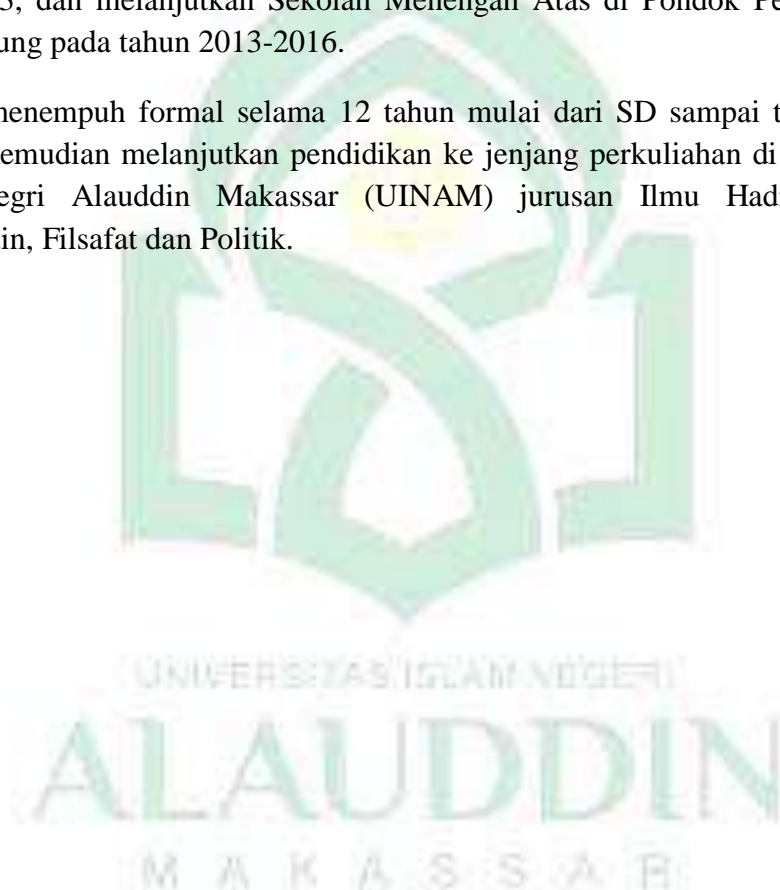 dan melanjutkan Sekolah Menengah Atas di Pondok
ung pada tahun 2013-2016.
menempuh formal selama 12 tahun mulai dari SD sampai
emudian melanjutkan pendidikan ke jenjang perkuliahan di
egri Alauddin Makassar (UINAM) jurusan Ilmu
in, Filsafat dan Politik.
UNIVERSITAS ISLAM NEGERI
ALAUDDIN
MAKASSAR